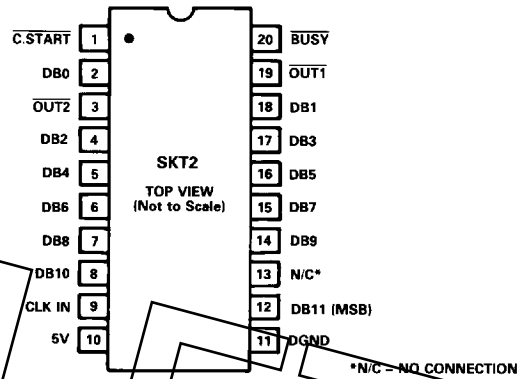 C.START 1 20 BUSY
DB0 2 19 OUT1
OUT2 3 18 DB1
DB2 4 17 DB3
DB4 5 16 DB5
DB6 6 15 DB7
DB8 7 14 DB9
DB10 8 13 N/C*
CLK IN 9 12 DB11 (MSB)
5V 10 11 DGND
SKT2
TOP VIEW
(Not to Scale)
*N/C = NO CONNECTION